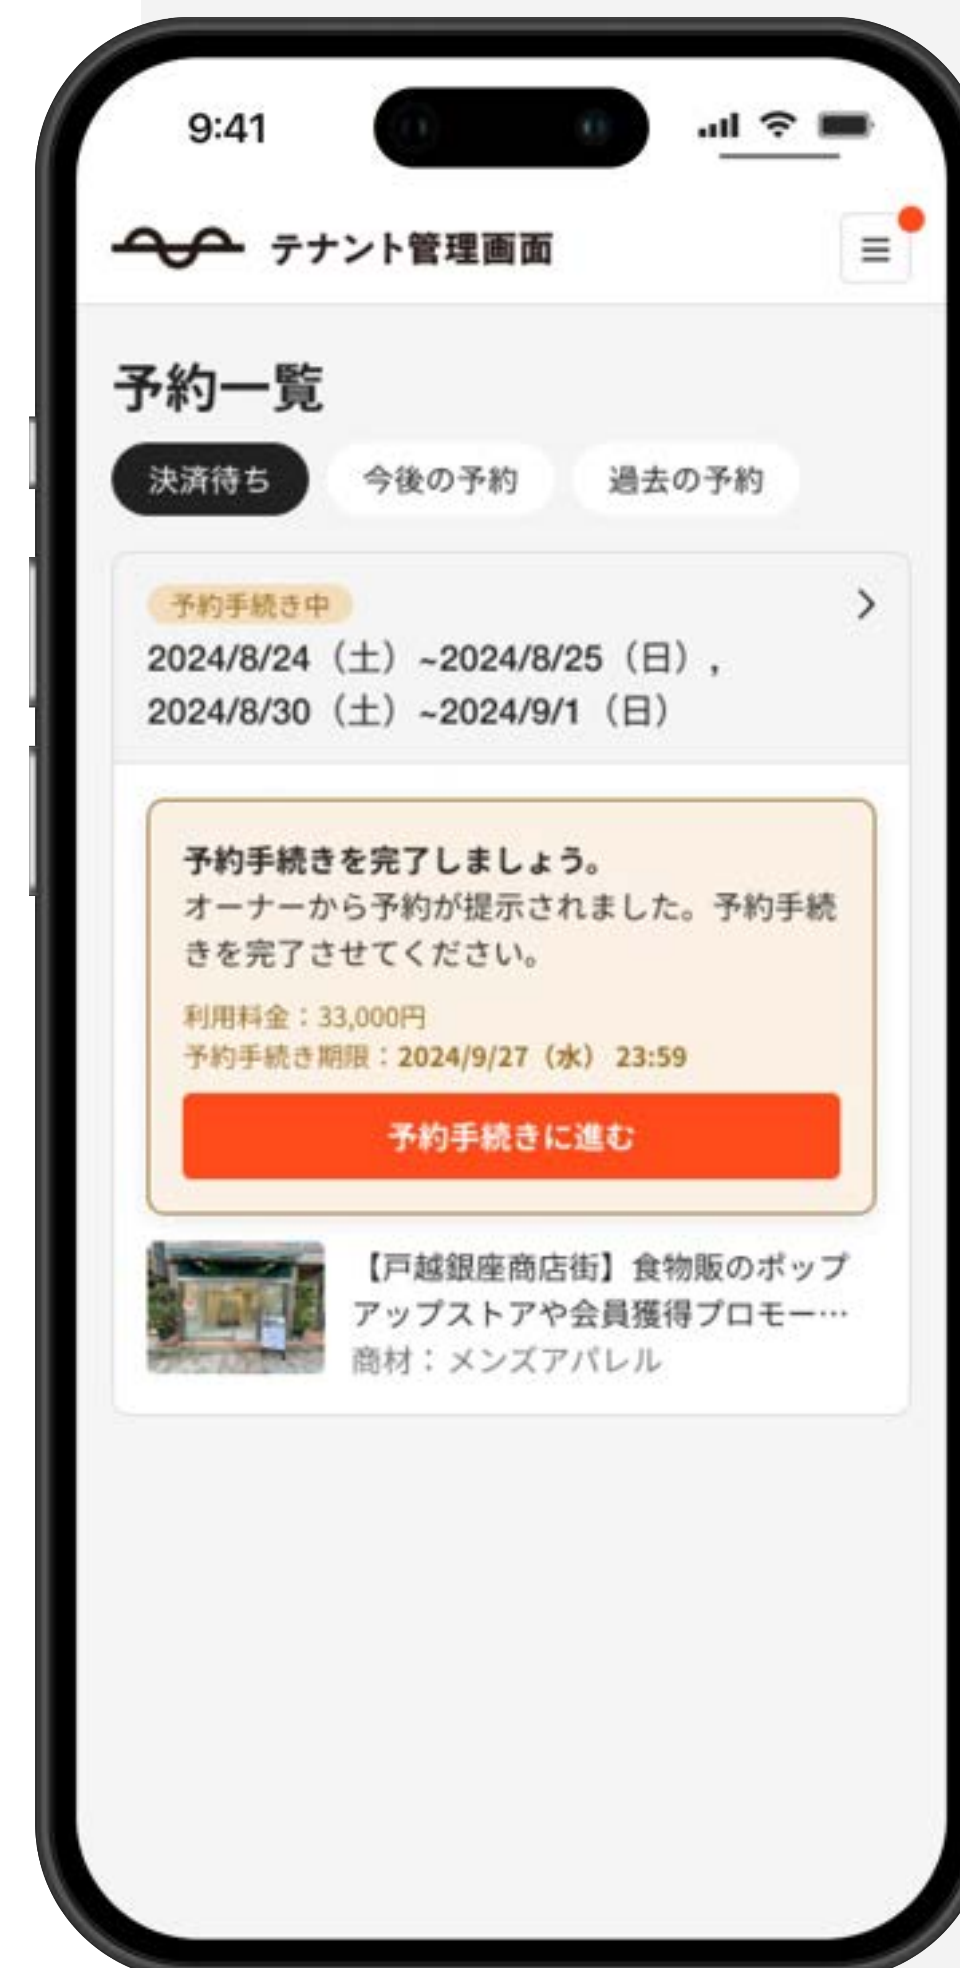 9:41
テナント管理画面
予約一覧
決済待ち
今後の予約
過去の予約
予約手続き中
2024/8/24（土）~2024/8/25（日）,
2024/8/30（土）~2024/9/1（日）
予約手続きを完了しましょう。
オーナーから予約が提示されました。予約手続
きを完了させてください。
利用料金：33,000円
予約手続き期限：2024/9/27（水） 23:59
予約手続きに進む
【戸越銀座商店街】食物販のポップ
アップストアや会員獲得プロモー…
商材：メンズアパレル